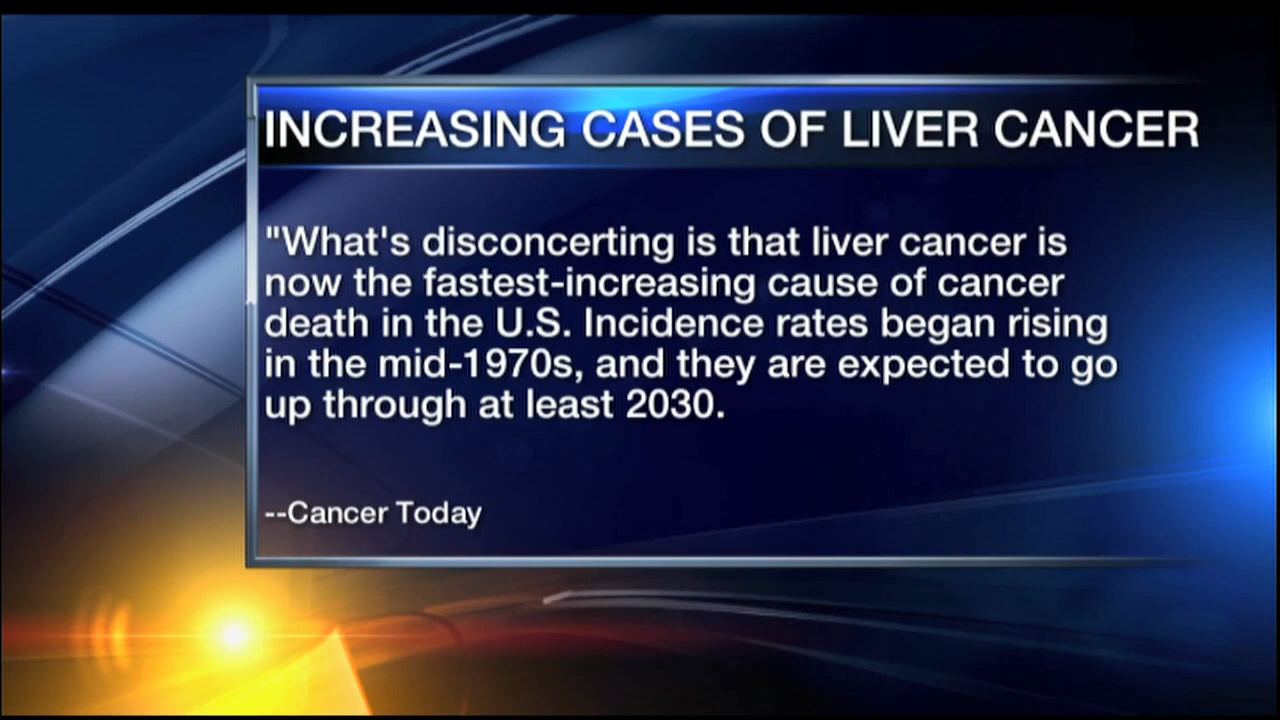 INCREASING CASES OF LIVER CANCER
"What's disconcerting is that liver cancer is
now the fastest-increasing cause of cancer
death in the U.S. Incidence rates began rising
in the mid-1970s, and they are expected to go
up through at least 2030.
--Cancer Today